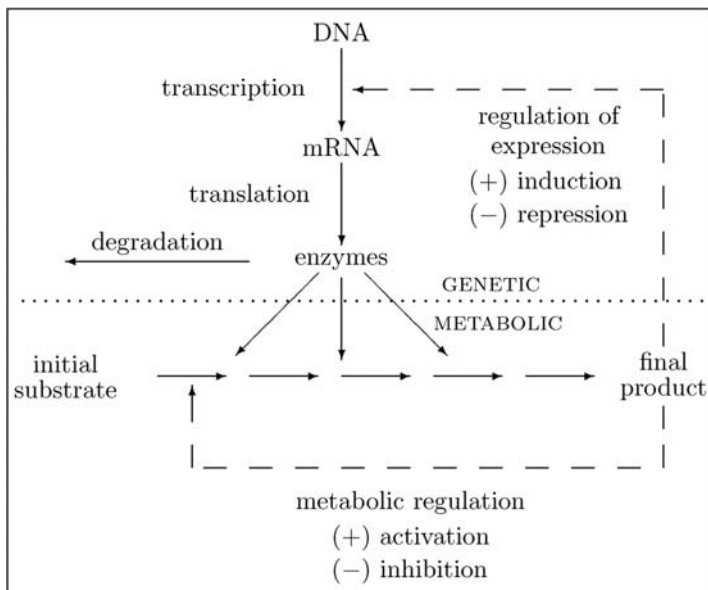 DNA
transcription
regulation of
expression
(+) induction
(−) repression
mRNA
translation
degradation
enzymes
GENETIC
METABOLIC
initial
substrate
final
product
metabolic regulation
(+) activation
(−) inhibition